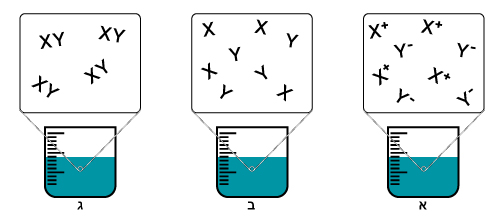 XY XY
XY XY
X X Y
Y
X Y
Y X
X⁺ X⁺
Y⁻ Y⁻
X⁺ X⁺
Y⁻ Y⁻
ג ב א